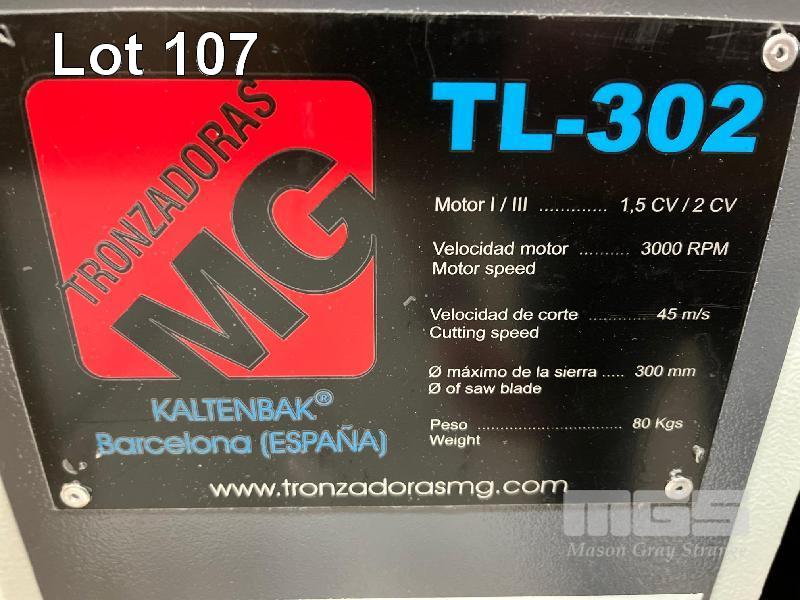 Lot 107
TRONZADORAS
MG
KALTENBAK®
Barcelona (ESPAÑA)
TL-302
Motor I / III ............ 1,5 CV / 2 CV
Velocidad motor .......... 3000 RPM
Motor speed
Velocidad de corte ............ 45 m/s
Cutting speed
Ø máximo de la sierra ..... 300 mm
Ø of saw blade
Peso ................................ 80 Kgs
Weight
www.tronzadorasmg.com
MGS
Mason Gray Strange